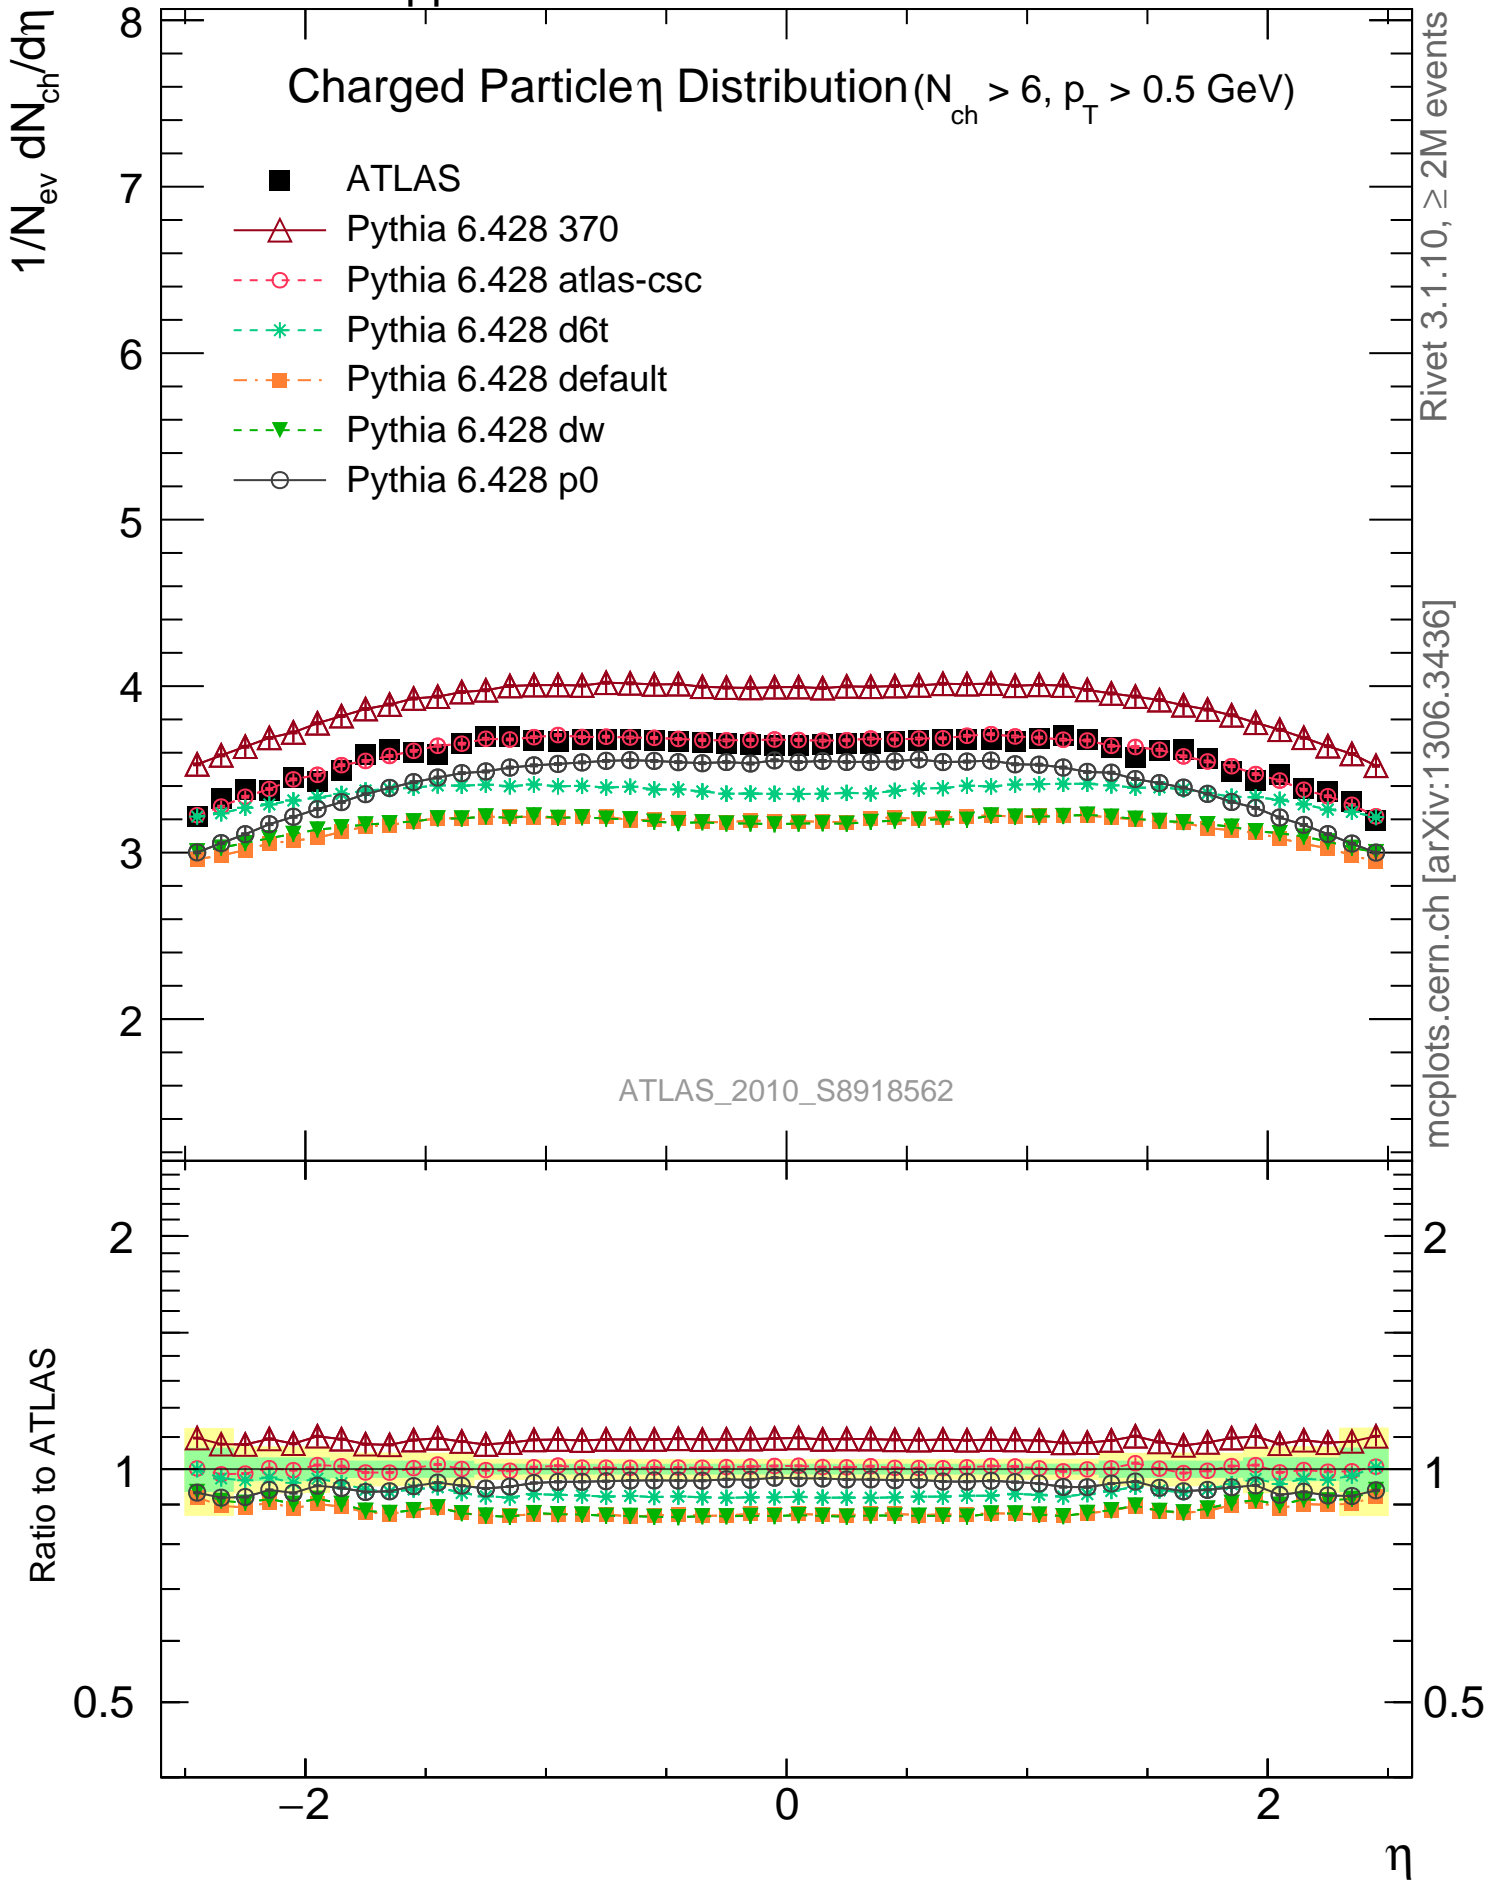 pp
1/N_ev dN_ch/dη
Charged Particle η Distribution (N_ch > 6, p_T > 0.5 GeV)
ATLAS
Pythia 6.428 370
Pythia 6.428 atlas-csc
Pythia 6.428 d6t
Pythia 6.428 default
Pythia 6.428 dw
Pythia 6.428 p0
8
7
6
5
4
3
2
ATLAS_2010_S8918562
Rivet 3.1.10, ≥ 2M events
mcplots.cern.ch [arXiv:1306.3436]
Ratio to ATLAS
2
1
0.5
2
1
0.5
−2
0
2
η